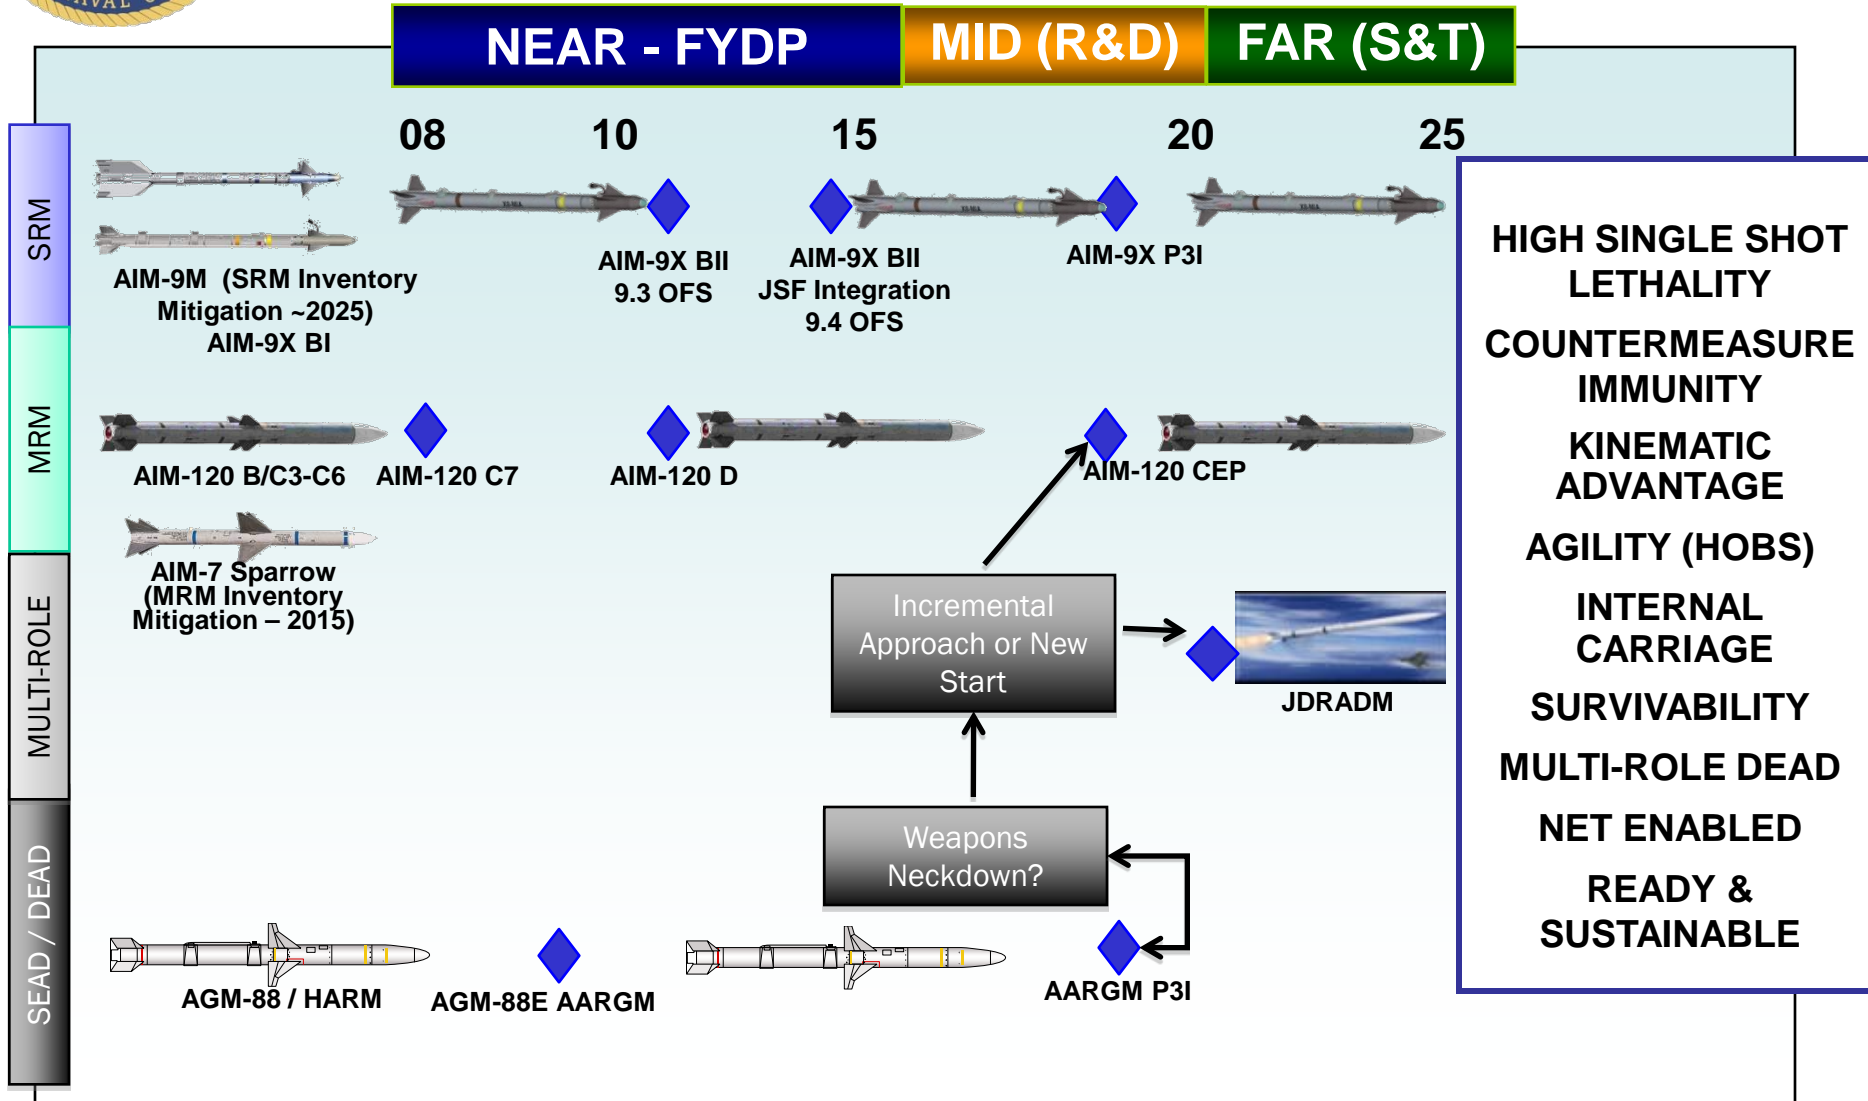 NAVAL
NEAR - FYDP
MID (R&D)
FAR (S&T)
08
10
15
20
25
SRM
AIM-9M (SRM Inventory
Mitigation ~2025)
AIM-9X BI
AIM-9X BII
9.3 OFS
AIM-9X BII
JSF Integration
9.4 OFS
AIM-9X P3I
MRM
AIM-120 B/C3-C6
AIM-120 C7
AIM-120 D
AIM-120 CEP
AIM-7 Sparrow
(MRM Inventory
Mitigation – 2015)
MULTI-ROLE
Incremental
Approach or New
Start
JDRADM
Weapons
Neckdown?
SEAD / DEAD
AGM-88 / HARM
AGM-88E AARGM
AARGM P3I
HIGH SINGLE SHOT
LETHALITY
COUNTERMEASURE
IMMUNITY
KINEMATIC
ADVANTAGE
AGILITY (HOBS)
INTERNAL
CARRIAGE
SURVIVABILITY
MULTI-ROLE DEAD
NET ENABLED
READY &
SUSTAINABLE